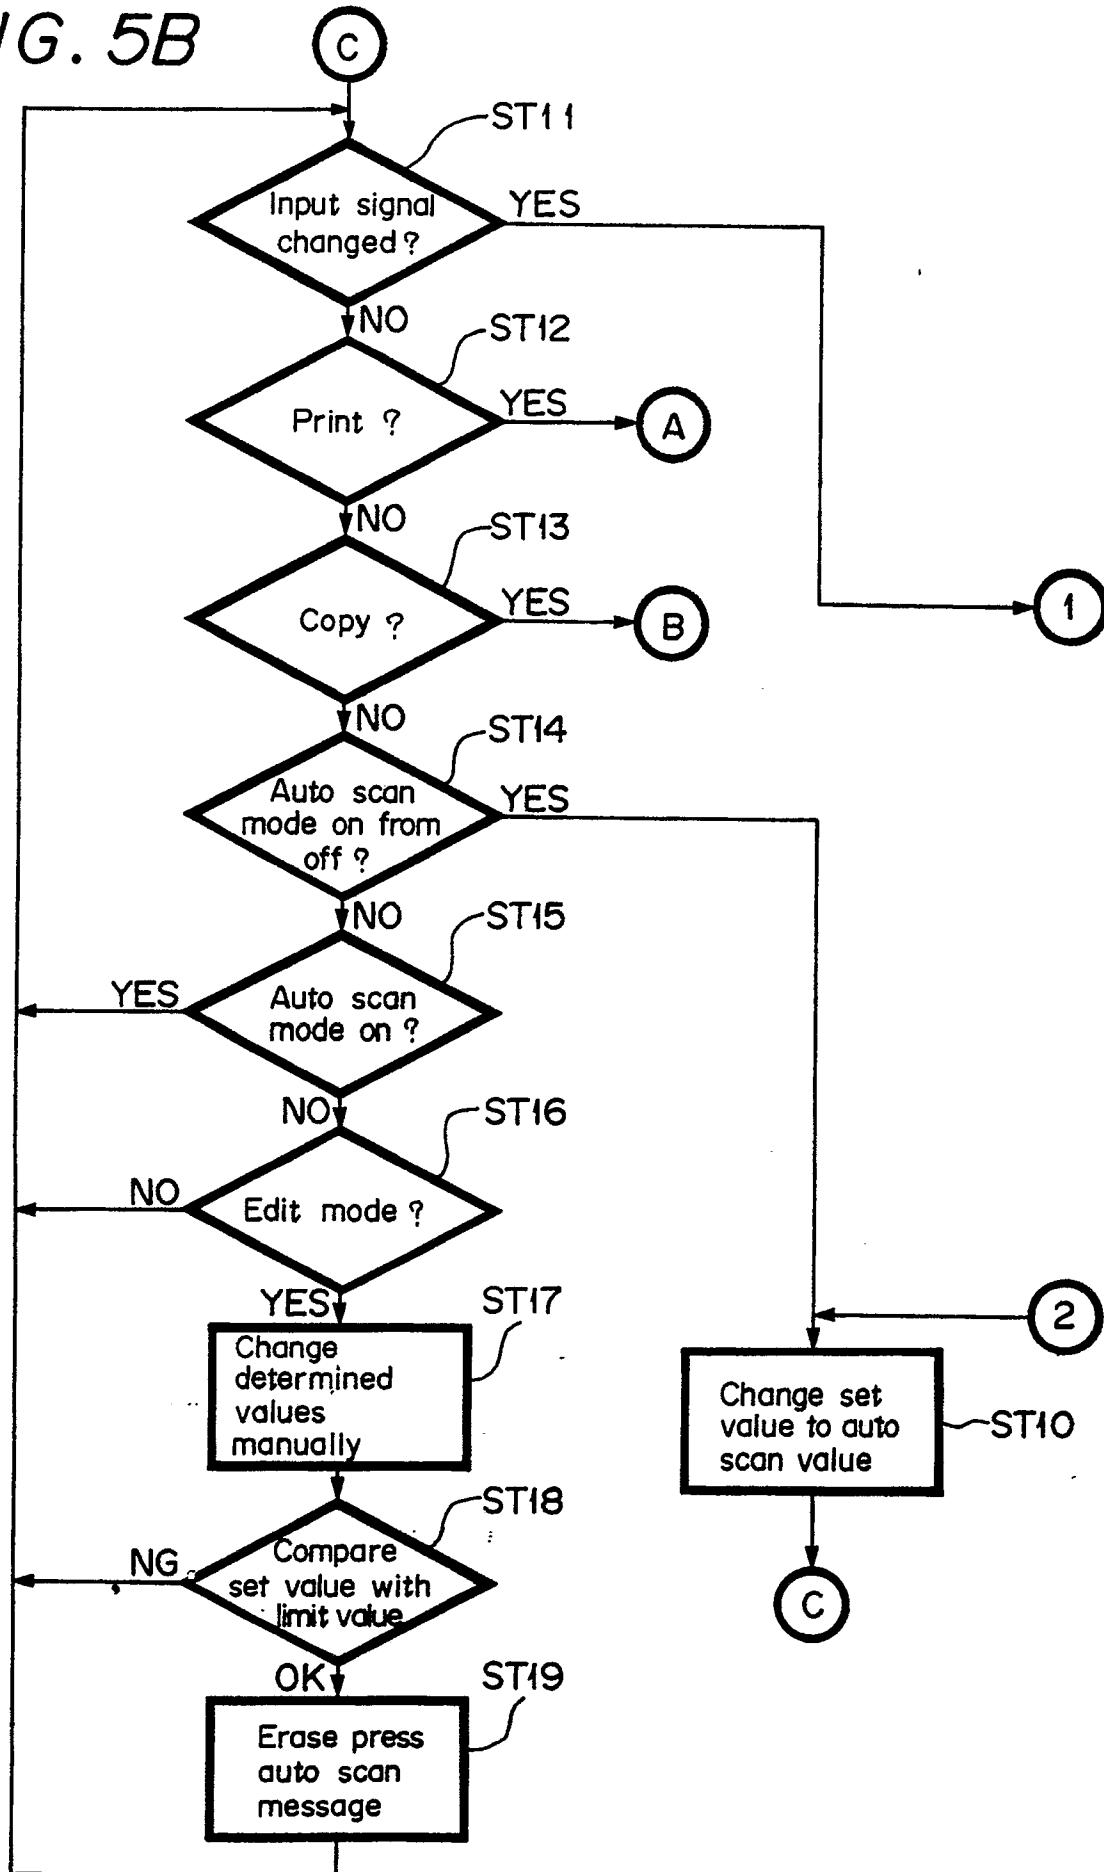 IG. 5B
C
ST11
Input signal
changed?
YES
NO
ST12
Print ?
YES
A
NO
ST13
Copy ?
YES
B
1
NO
ST14
Auto scan
mode on from
off ?
YES
NO
ST15
YES
Auto scan
mode on ?
NO
ST16
NO
Edit mode ?
YES
ST17
2
Change
determined
values
manually
Change set
value to auto
scan value
ST10
ST18
NG
Compare
set value with
limit value
C
OK
ST19
Erase press
auto scan
message